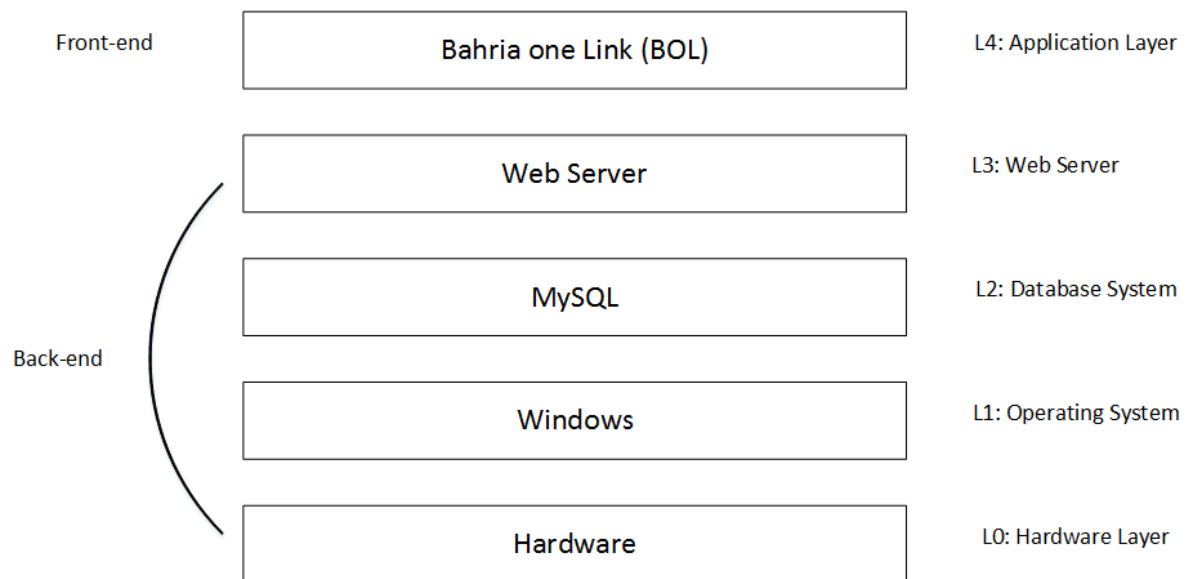 Front-end
Bahria one Link (BOL)
L4: Application Layer
Web Server
L3: Web Server
MySQL
L2: Database System
Back-end
Windows
L1: Operating System
Hardware
L0: Hardware Layer